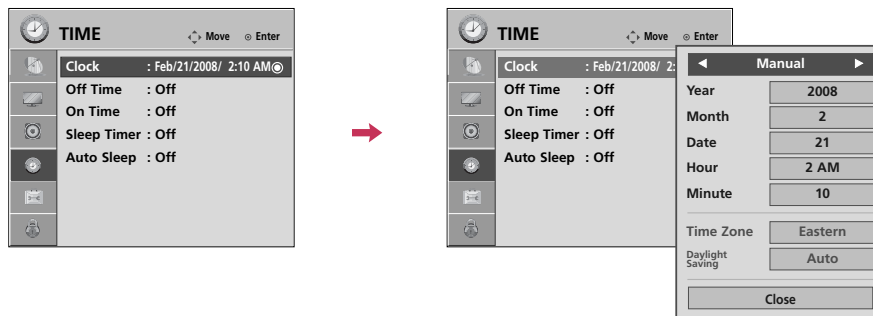 TIME
Move
Enter
Clock : Feb/21/2008/ 2:10 AM
Off Time : Off
On Time : Off
Sleep Timer : Off
Auto Sleep : Off
TIME
Move
Enter
Clock : Feb/21/2008/ 2:
Off Time : Off
On Time : Off
Sleep Timer : Off
Auto Sleep : Off
Manual
Year 2008
Month 2
Date 21
Hour 2 AM
Minute 10
Time Zone Eastern
Daylight
Saving
Auto
Close